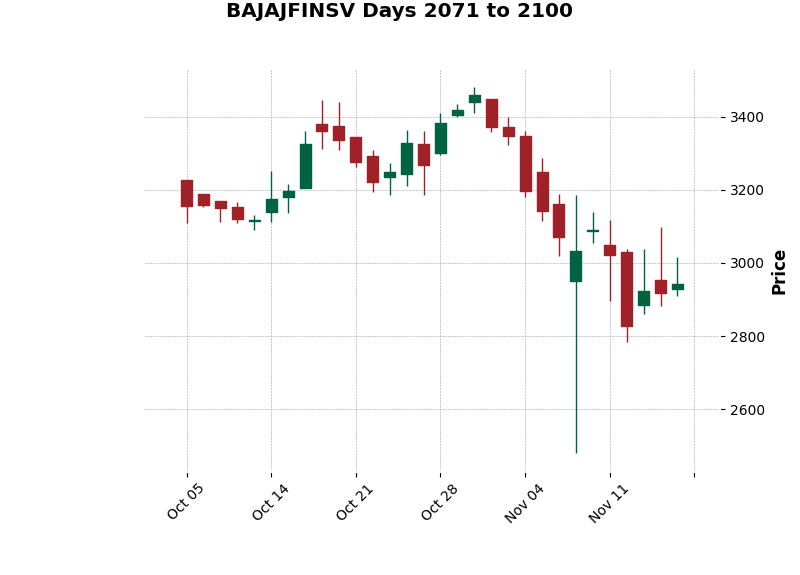 BAJAJFINSV Days 2071 to 2100
3400
3200
3000
2800
2600
Price
Oct 05
Oct 14
Oct 21
Oct 28
Nov 04
Nov 11